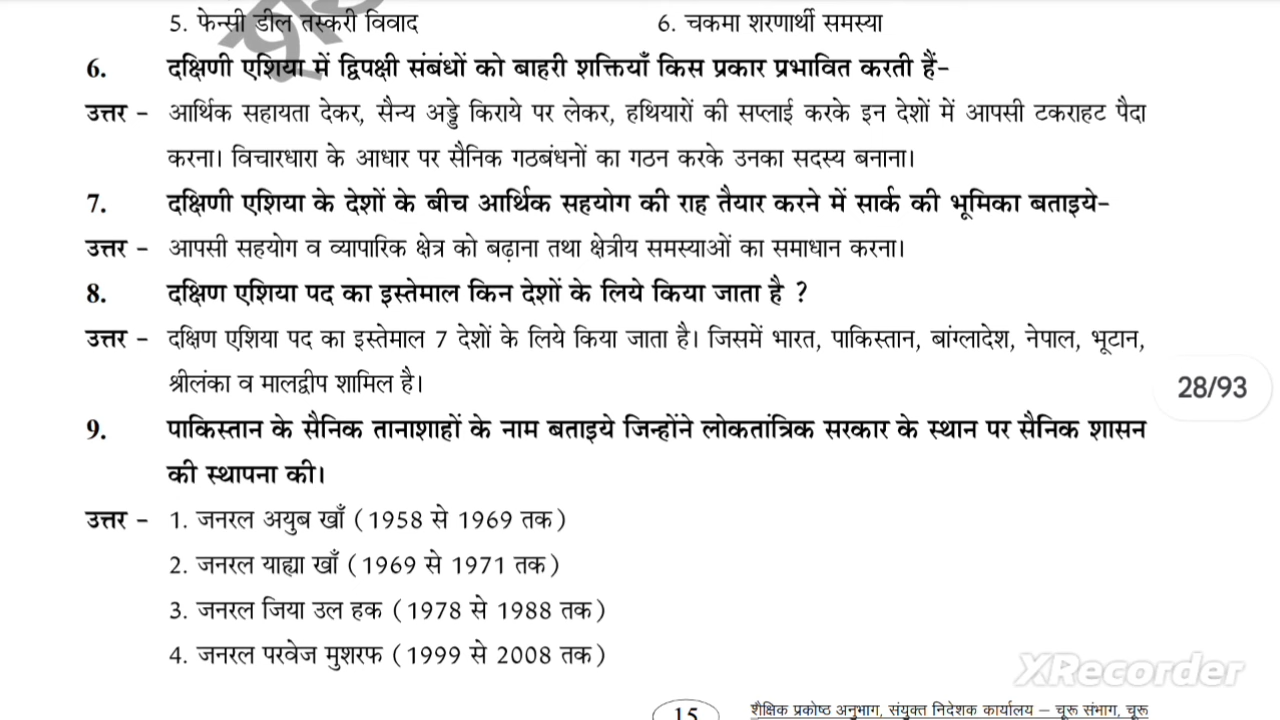 5. फेन्सी डील तस्करी विवाद 6. चकमा शरणार्थी समस्या
6. दक्षिणी एशिया में द्विपक्षी संबंधों को बाहरी शक्तियाँ किस प्रकार प्रभावित करती हैं-
उत्तर - आर्थिक सहायता देकर, सैन्य अड्डे किराये पर लेकर, हथियारों की सप्लाई करके इन देशों में आपसी टकराहट पैदा
करना। विचारधारा के आधार पर सैनिक गठबंधनों का गठन करके उनका सदस्य बनाना।
7. दक्षिणी एशिया के देशों के बीच आर्थिक सहयोग की राह तैयार करने में सार्क की भूमिका बताइये-
उत्तर - आपसी सहयोग व व्यापारिक क्षेत्र को बढ़ाना तथा क्षेत्रीय समस्याओं का समाधान करना।
8. दक्षिण एशिया पद का इस्तेमाल किन देशों के लिये किया जाता है ?
उत्तर - दक्षिण एशिया पद का इस्तेमाल 7 देशों के लिये किया जाता है। जिसमें भारत, पाकिस्तान, बांग्लादेश, नेपाल, भूटान,
श्रीलंका व मालद्वीप शामिल है।
28/93
9. पाकिस्तान के सैनिक तानाशाहों के नाम बताइये जिन्होंने लोकतांत्रिक सरकार के स्थान पर सैनिक शासन
की स्थापना की।
उत्तर - 1. जनरल अयुब खाँ (1958 से 1969 तक)
2. जनरल याह्या खाँ (1969 से 1971 तक)
3. जनरल जिया उल हक (1978 से 1988 तक)
4. जनरल परवेज मुशरफ (1999 से 2008 तक)
XRecorder
15 शैक्षिक प्रकोष्ठ अनुभाग, संयुक्त निदेशक कार्यालय – चूरू संभाग, चूरू